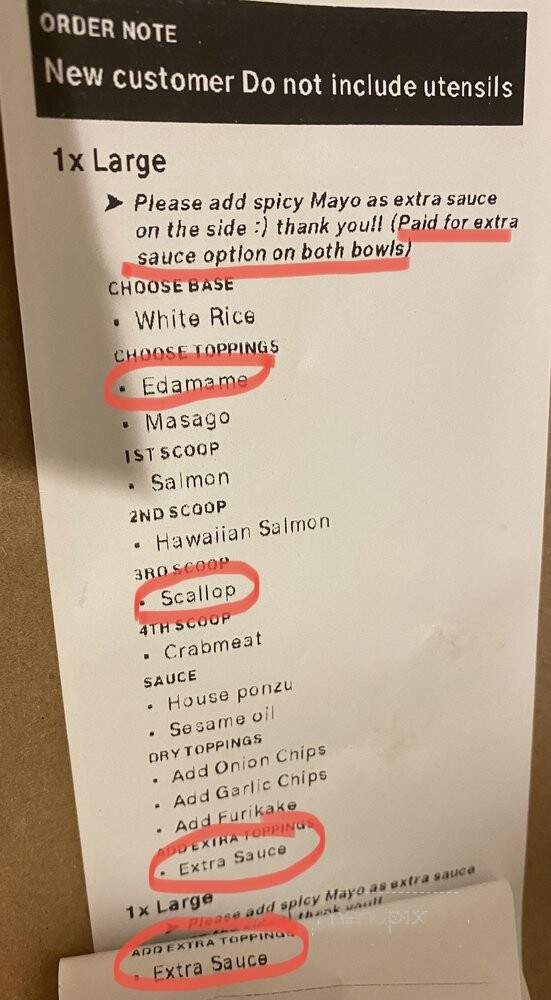 ORDER NOTE
New customer Do not include utensils
1x Large
➤ Please add spicy Mayo as extra sauce
on the side :) thank you!! (Paid for extra
sauce option on both bowls)
CHOOSE BASE
• White Rice
CHOOSE TOPPINGS
• Edamame
• Masago
1ST SCOOP
• Salmon
2ND SCOOP
• Hawaiian Salmon
3RD SCOOP
• Scallop
4TH SCOOP
• Crabmeat
SAUCE
• House ponzu
• Sesame oil
DRY TOPPINGS
• Add Onion Chips
• Add Garlic Chips
• Add Furikake
ADD EXTRA TOPPINGS
• Extra Sauce
1x Large
➤ Please add spicy Mayo as extra sauce
thank you!!
ADD EXTRA TOPPINGS
• Extra Sauce